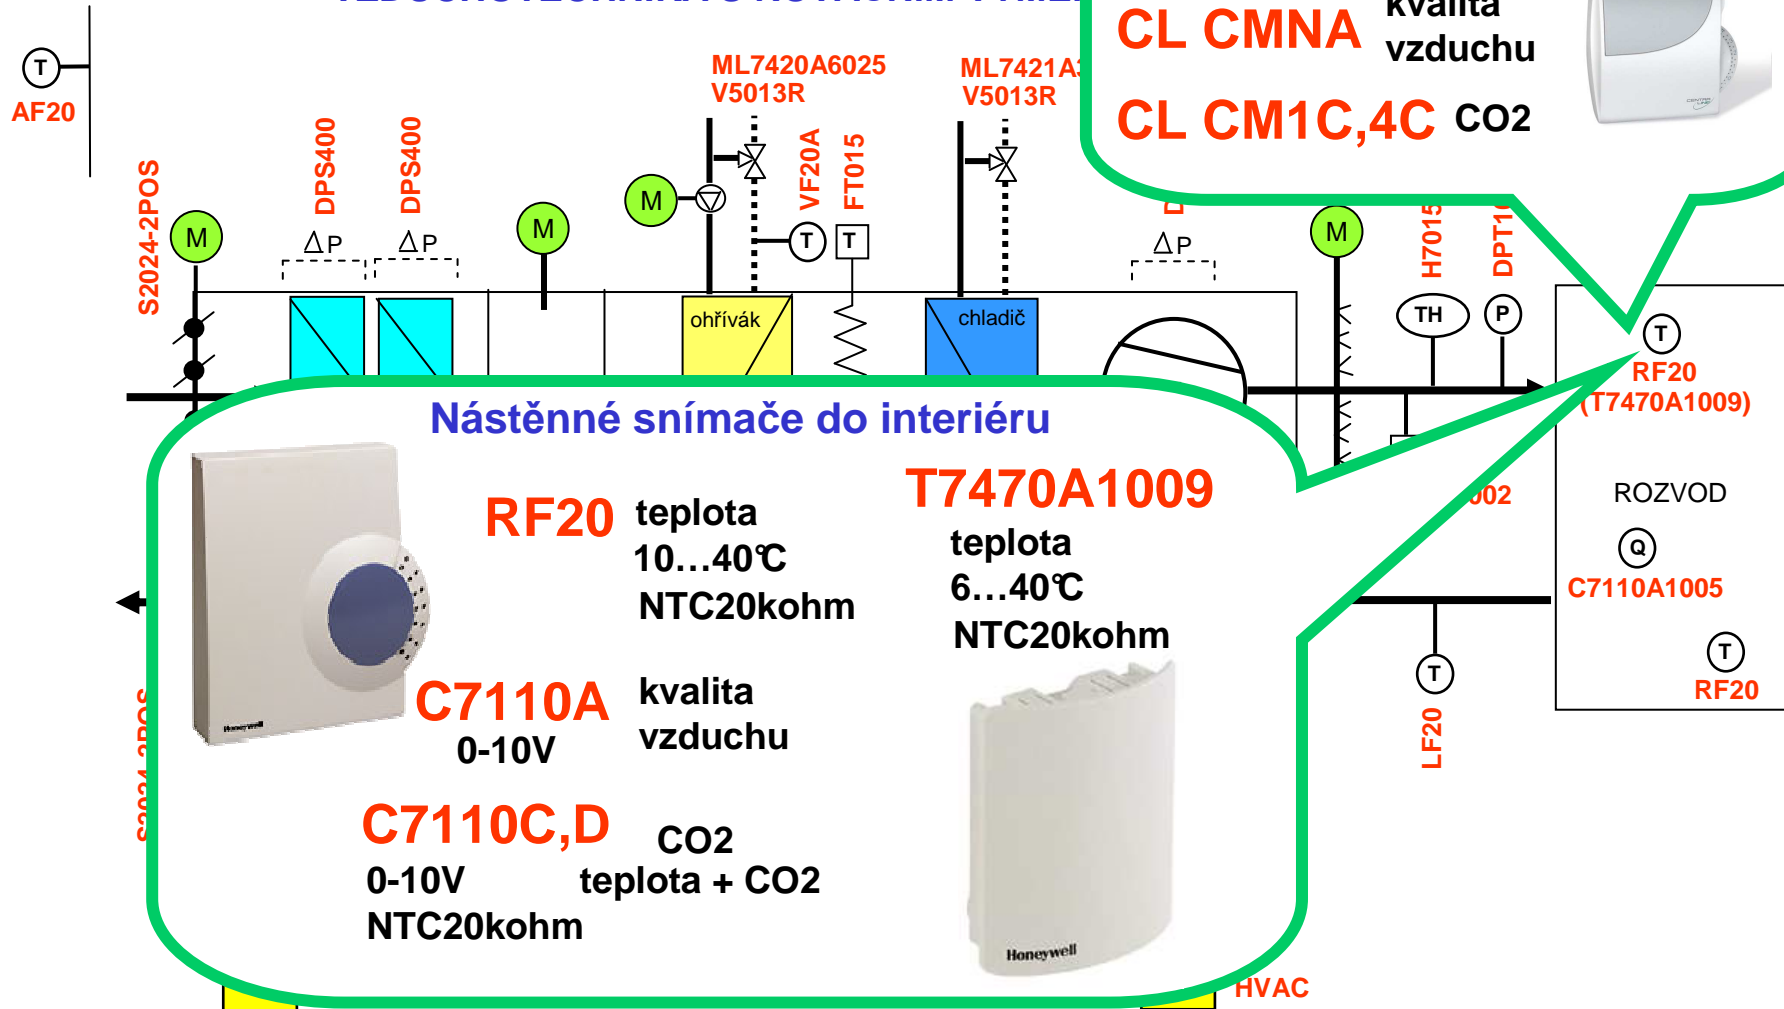 kvalita
CL CMNA
vzduchu
CL CM1C,4C CO2
T
AF20
ML7420A6025
V5013R
V5013R
S2024-2POS
DPS400
DPS400
VF20A
FT015
M
ΔP
ΔP
M
M
T
T
ΔP
M
H7015
TH
P
T
RF20
(T7470A1009)
ohřívák
chladič
Nástěnné snímače do interiéru
RF20
teplota
10...40°C
NTC20kohm
T7470A1009
teplota
6...40°C
NTC20kohm
C7110A
0-10V
kvalita
vzduchu
C7110C,D
CO2
0-10V
teplota + CO2
NTC20kohm
Honeywell
Honeywell
002
ROZVOD
Q
C7110A1005
T
RF20
T
LF20
HVAC